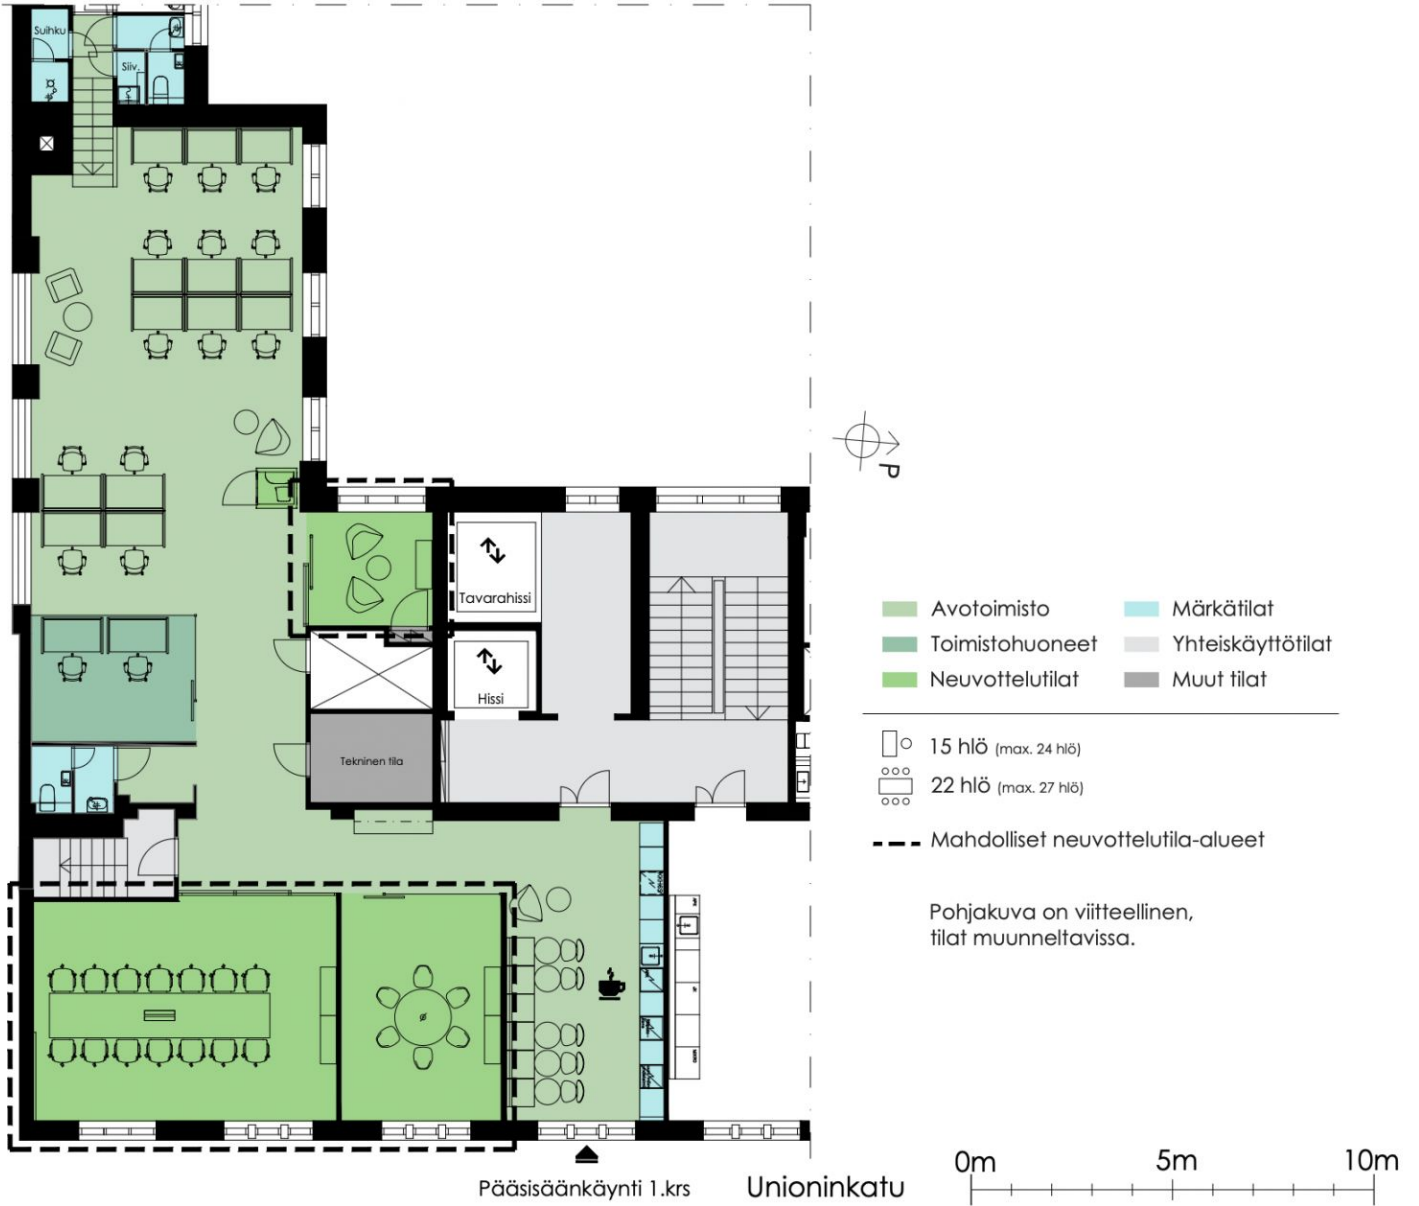 Suihku
Siiv.
Tavarahissi
Hissi
Tekninen tila
P
Avotoimisto
Toimistohuoneet
Neuvottelutilat
Märkätilat
Yhteiskäyttötilat
Muut tilat
15 hlö (max. 24 hlö)
22 hlö (max. 27 hlö)
Mahdolliset neuvottelutila-alueet
Pohjakuva on viitteellinen,
tilat muunneltavissa.
0m 5m 10m
Pääsisäänkäynti 1.krs
Unioninkatu